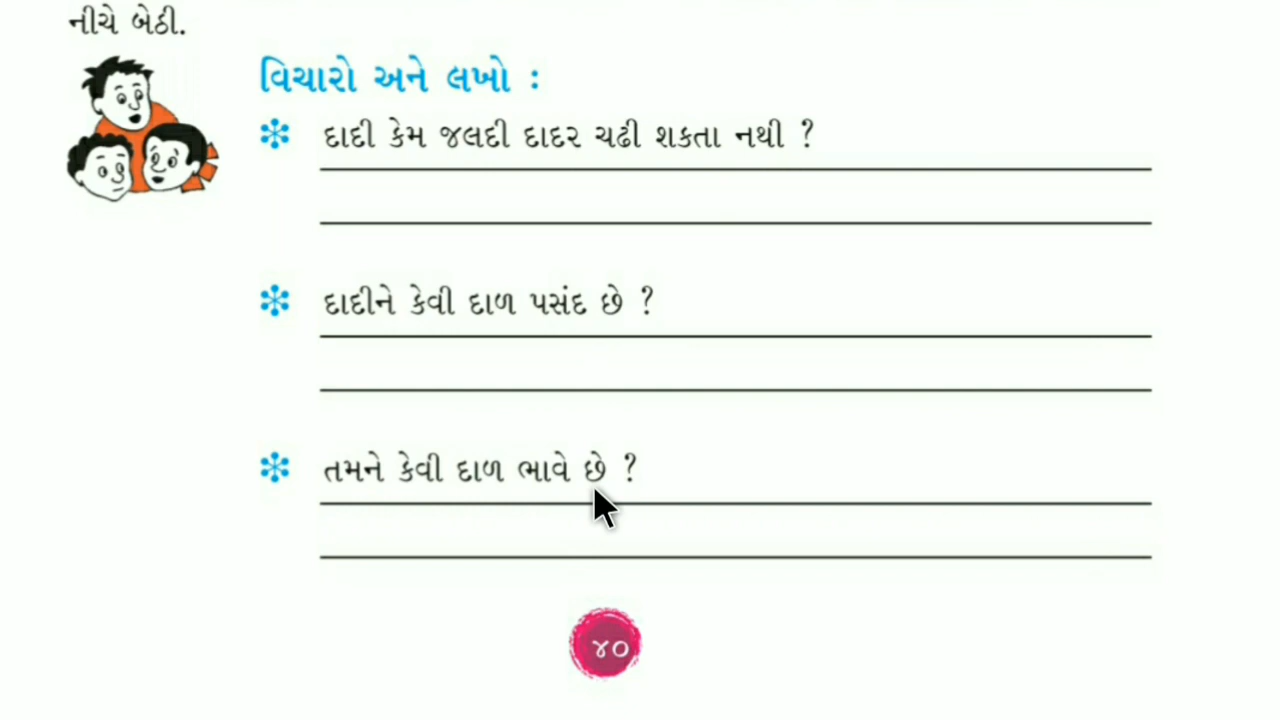 નીચે બેઠી.
વિચારો અને લખો :
દાદી કેમ જલદી દાદર ચઢી શકતા નથી ?
દાદીને કેવી દાળ પસંદ છે ?
તમને કેવી દાળ ભાવે છે ?
૪૦